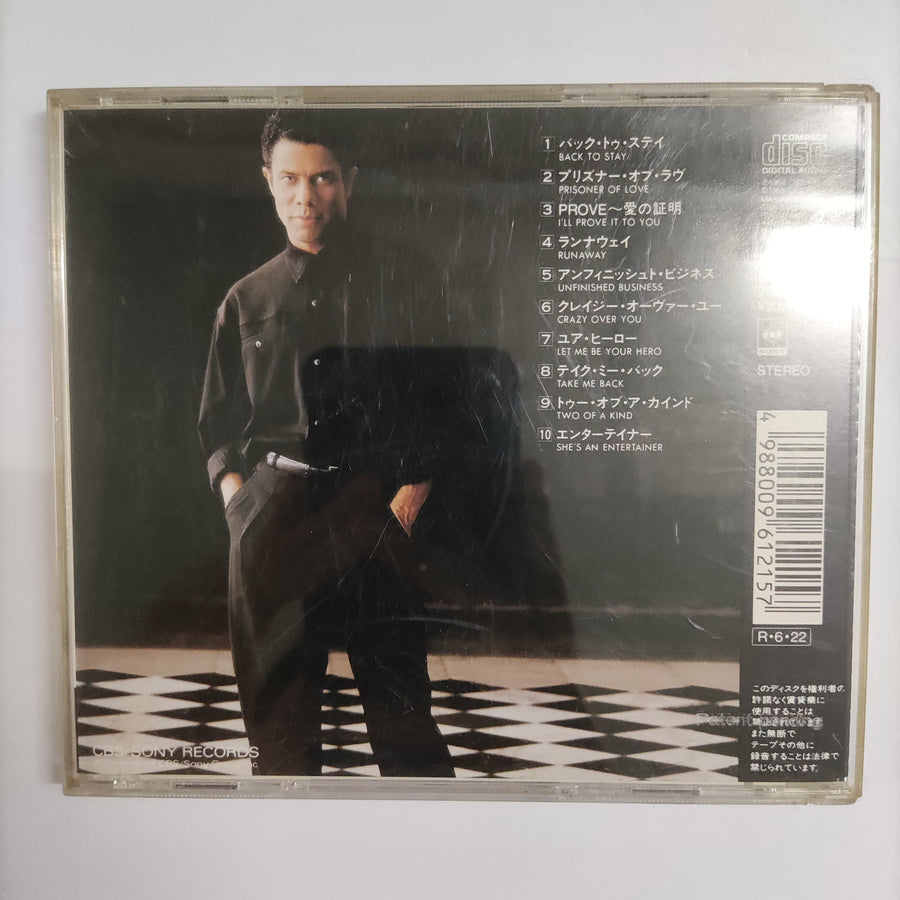 1 バック・トゥ・ステイ
BACK TO STAY
2 プリズナー・オブ・ラヴ
PRISONER OF LOVE
3 PROVE～愛の証明
I'LL PROVE IT TO YOU
4 ランナウェイ
RUNAWAY
5 アンフィニッシュト・ビジネス
UNFINISHED BUSINESS
6 クレイジー・オーヴァー・ユー
CRAZY OVER YOU
7 ユア・ヒーロー
LET ME BE YOUR HERO
8 テイク・ミー・バック
TAKE ME BACK
9 トゥー・オブ・ア・カインド
TWO OF A KIND
10 エンターテイナー
SHE'S AN ENTERTAINER
COMPACT
disc
DIGITAL AUDIO
CBS
SONY
STEREO
4 988009 612157
R・6・22
このディスクを権利者の
許諾なく賃貸業に
使用することは
また無断で
テープその他に
録音することは法律で
禁じられています。
Patent pending
CBS/SONY RECORDS